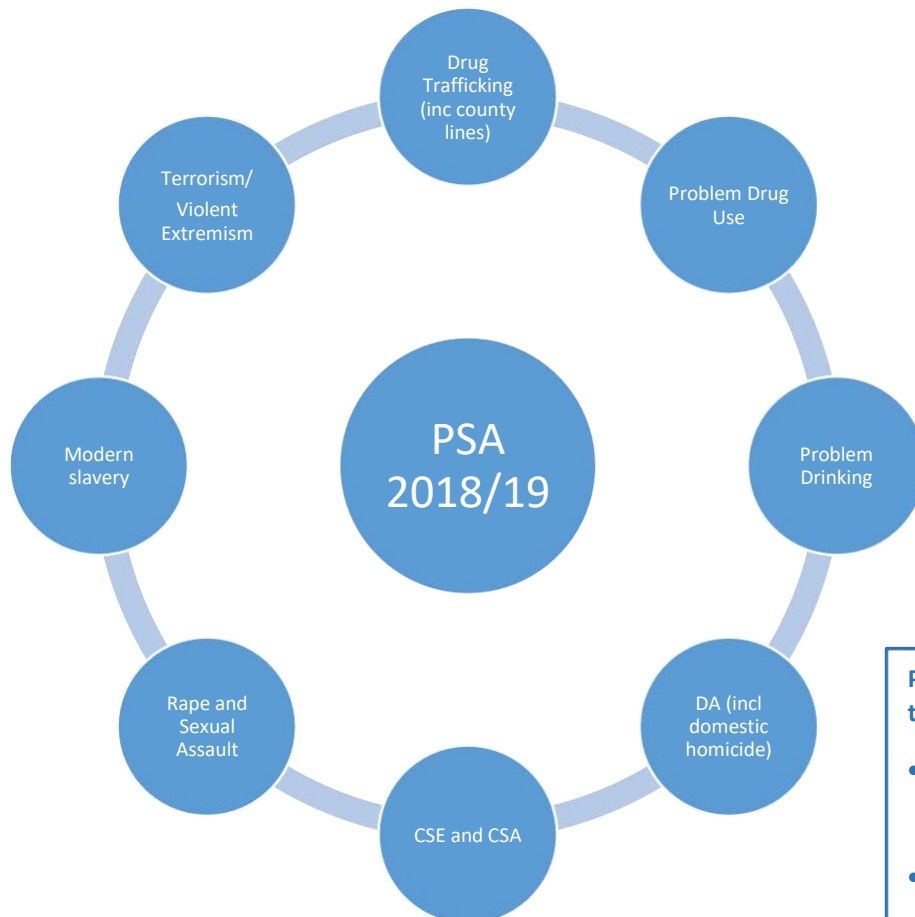 Drug
Trafficking
(inc county
lines)
Problem Drug
Use
Problem
Drinking
DA (incl
domestic
homicide)
CSE and CSA
Rape and
Sexual
Assault
Modern
slavery
Terrorism/
Violent
Extremism
PSA
2018/19